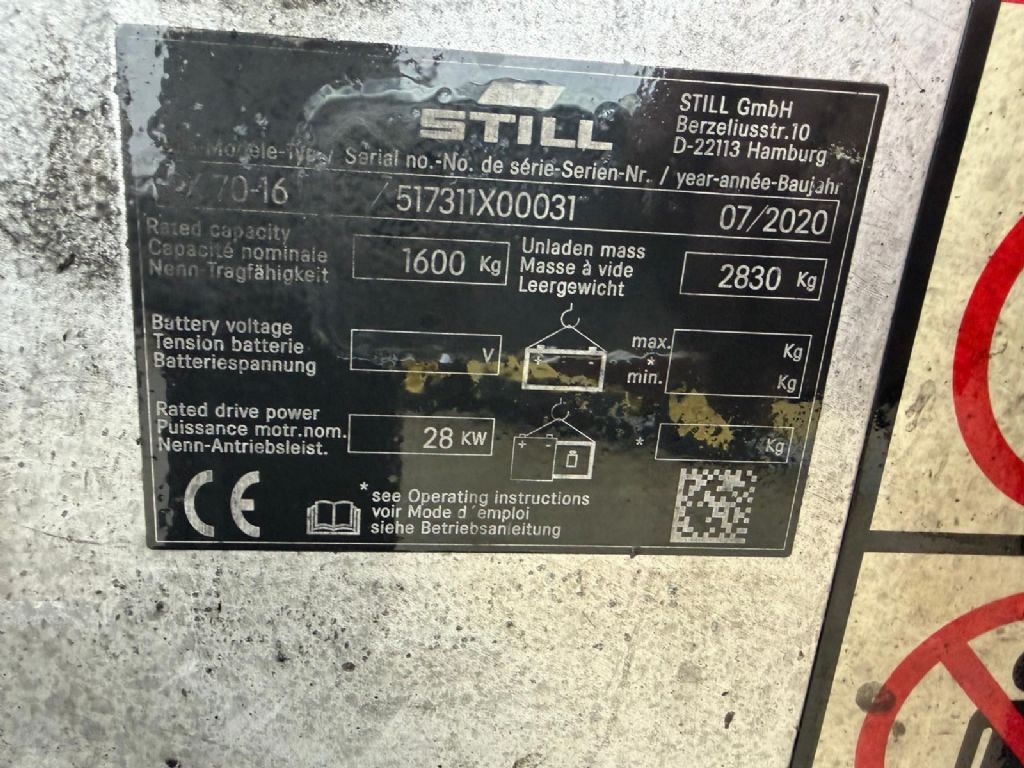 STILL
STILL GmbH
Berzeliusstr.10
D-22113 Hamburg
Modele-Type/ Serial no.-No. de série-Serien-Nr. / year-année-Baujahr
70-16 / 517311X00031 07/2020
Rated capacity
Capacité nominale
Nenn-Tragfähigkeit
1600 Kg
Unladen mass
Masse à vide
Leergewicht
2830 Kg
Battery voltage
Tension batterie
Batteriespannung
V
+ -
max.
*
min.
Kg
Kg
Rated drive power
Puissance motr.nom.
Nenn-Antriebsleist.
28 KW
+
* Kg
CE
* see Operating instructions
voir Mode d´emploi
siehe Betriebsanleitung